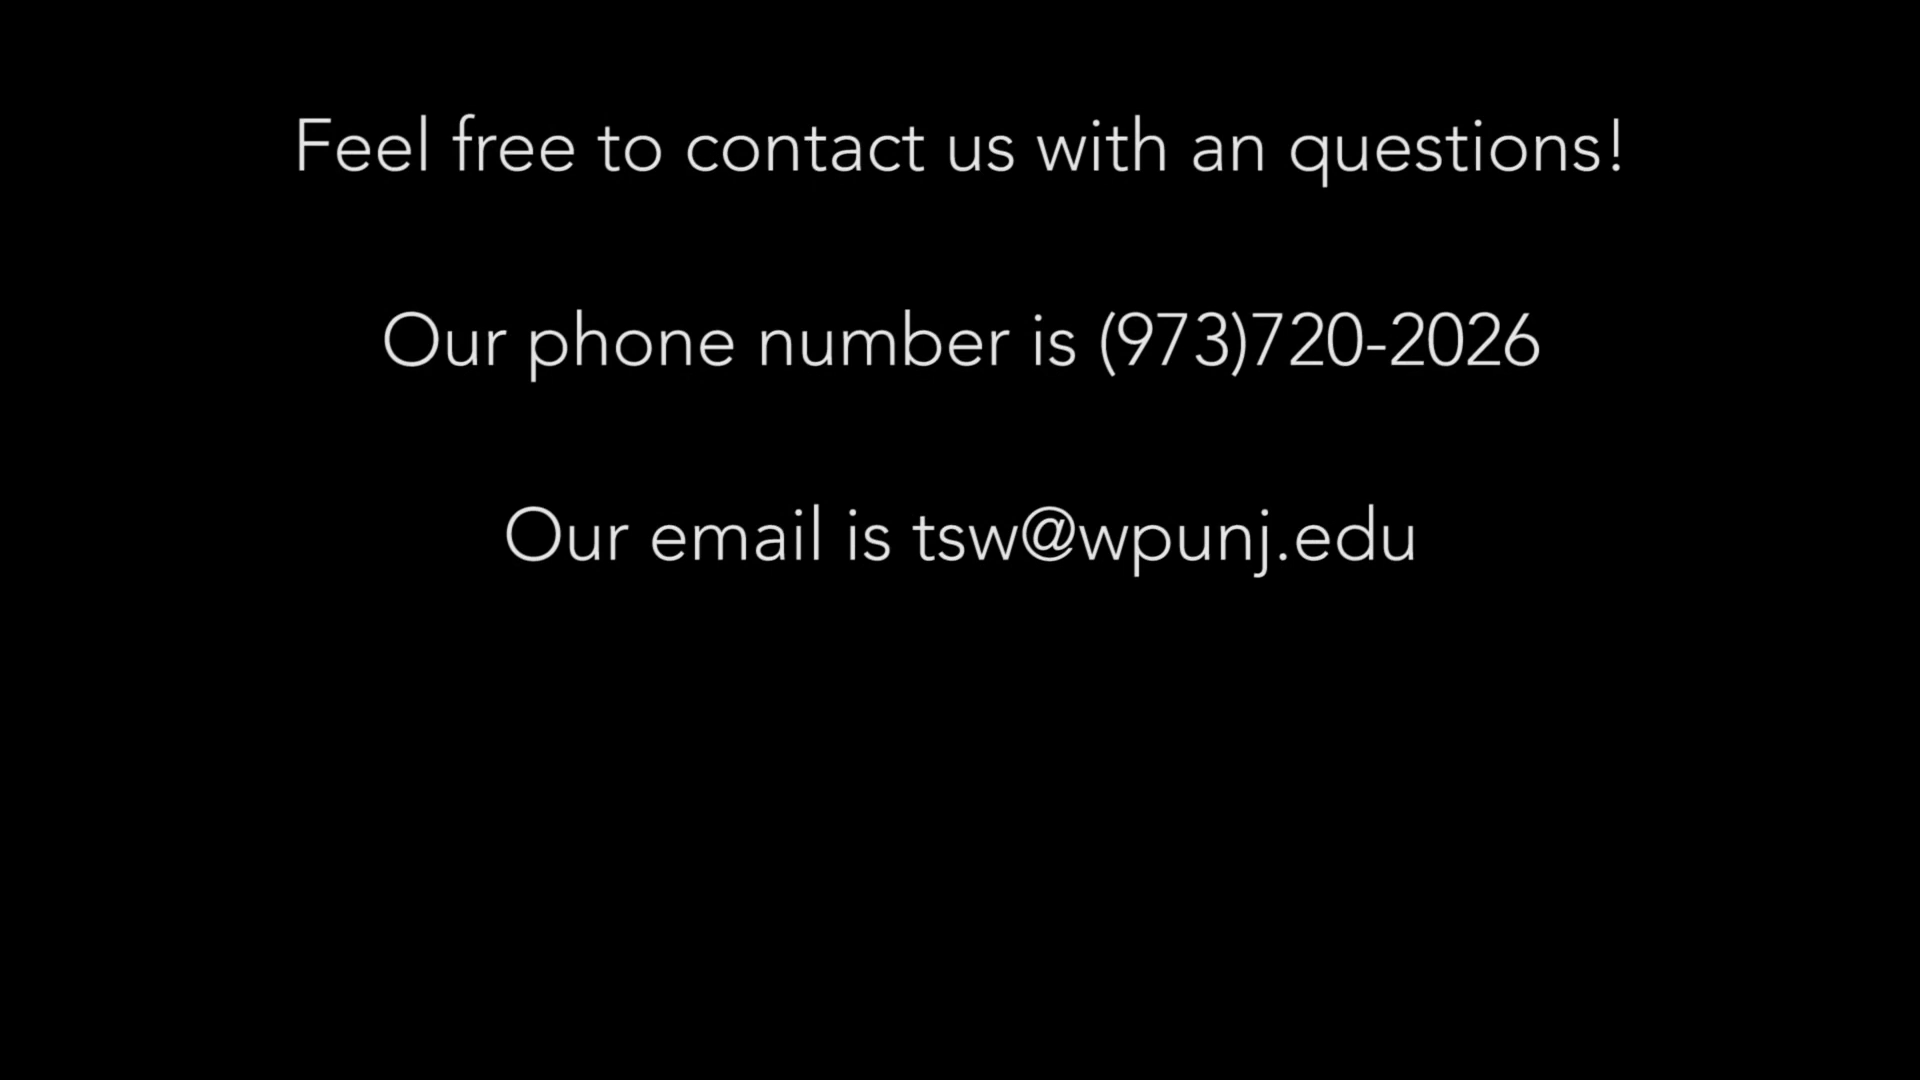 Feel free to contact us with an questions!
Our phone number is (973)720-2026
Our email is tsw@wpunj.edu